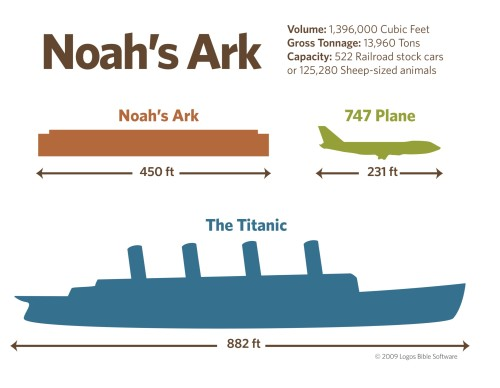 Noah's Ark
Volume: 1,396,000 Cubic Feet
Gross Tonnage: 13,960 Tons
Capacity: 522 Railroad stock cars
or 125,280 Sheep-sized animals
Noah's Ark
747 Plane
450 ft
231 ft
The Titanic
882 ft
© 2009 Logos Bible Software